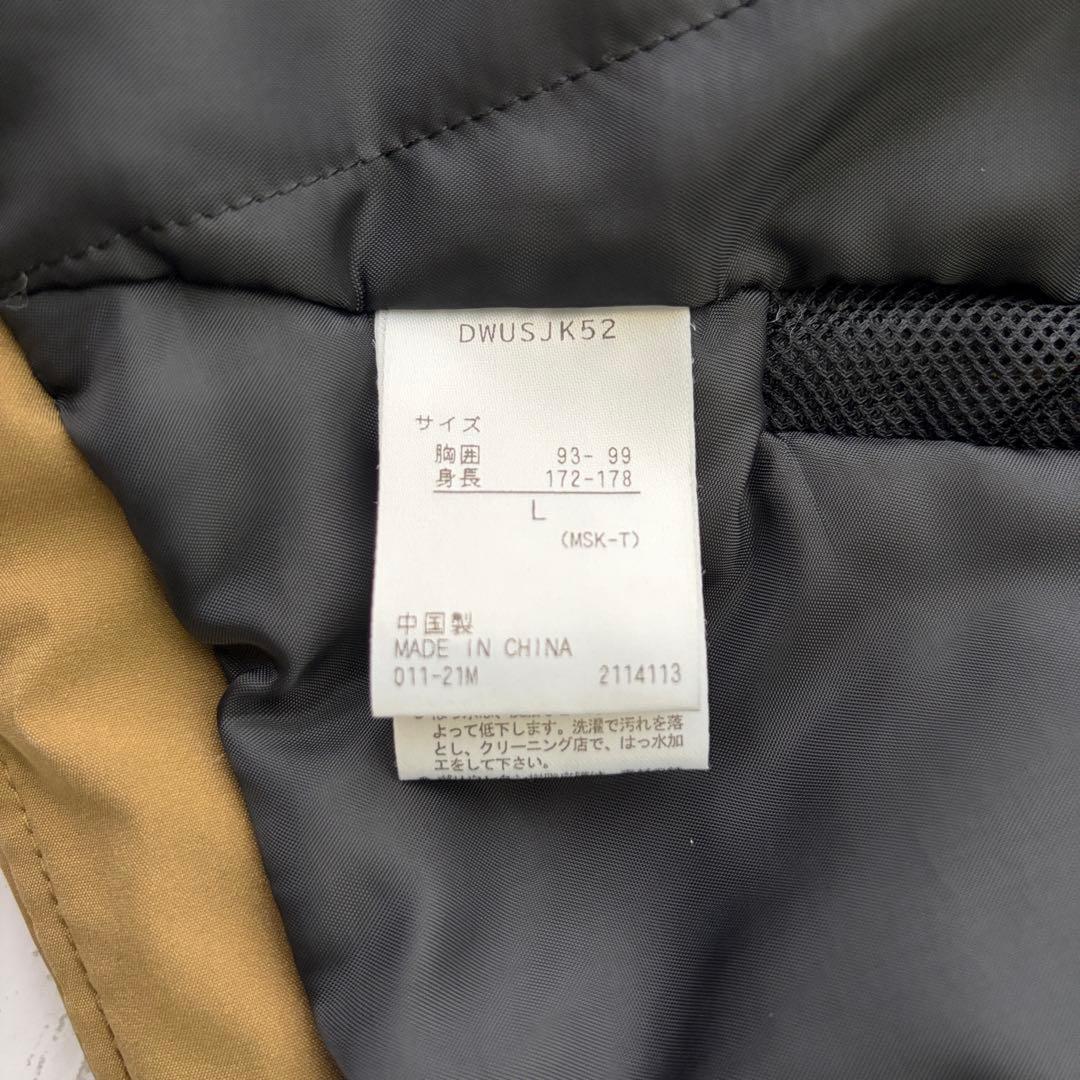 DWUSJK52
サイズ
胸囲 93- 99
身長 172-178
L
(MSK-T)
中国製
MADE IN CHINA
011-21M 2114113
よって低下します。洗濯で汚れを落
とし、クリーニング店で、はっ水加
工をして下さい。